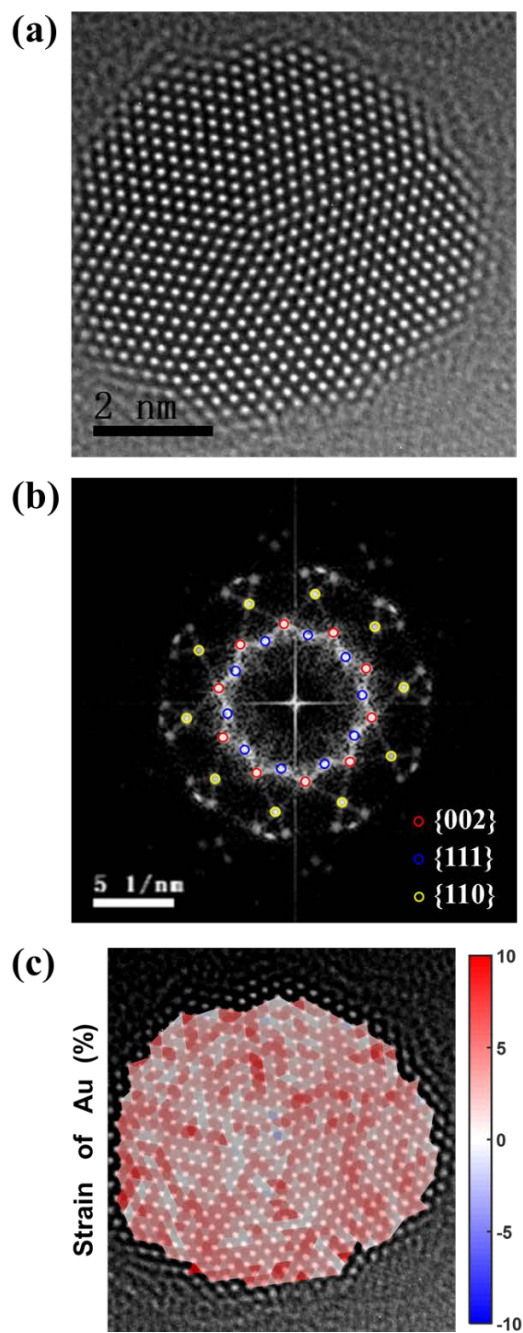 (a)
2 nm
(b)
{002}
{111}
{110}
5 1/nm
(c)
Strain of Au (%)
10
5
0
-5
-10